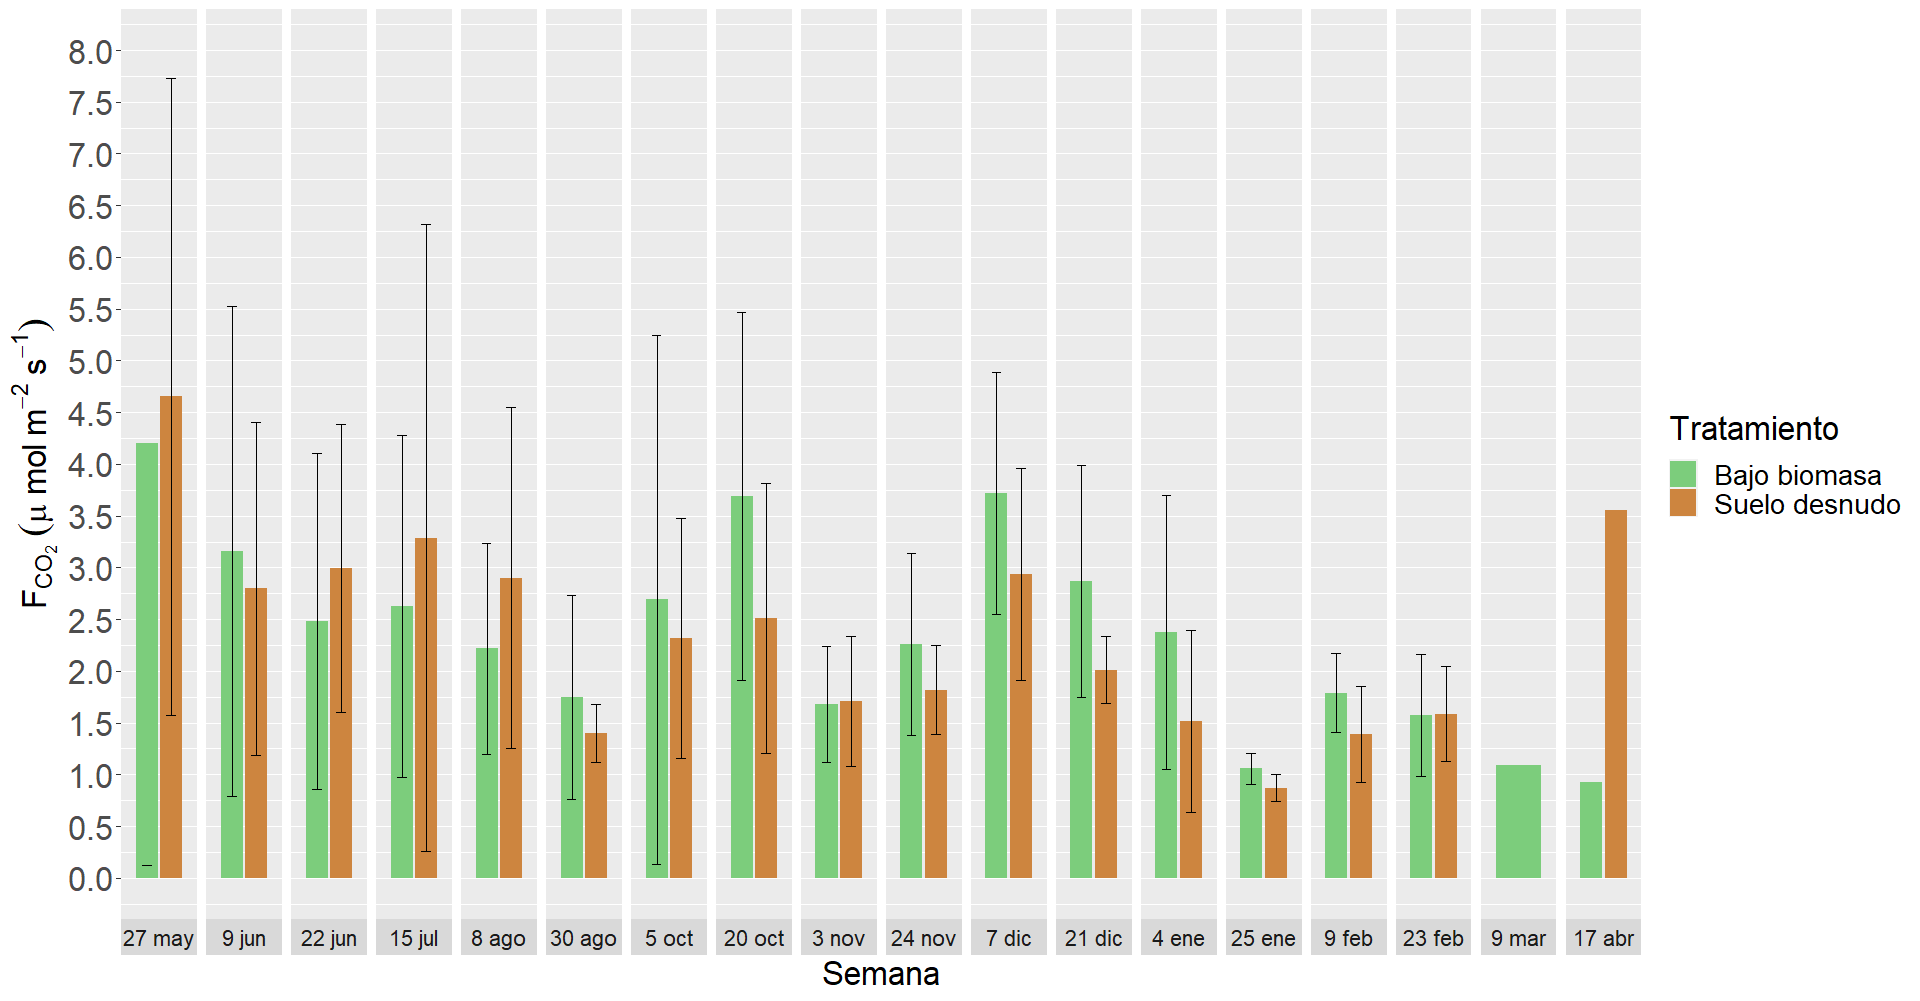 8.0
7.5
7.0
6.5
6.0
5.5
5.0
4.5
4.0
3.5
3.0
2.5
2.0
1.5
1.0
0.5
0.0
F_CO₂ (μ mol m⁻² s⁻¹)
27 may 9 jun 22 jun 15 jul 8 ago 30 ago 5 oct 20 oct 3 nov 24 nov 7 dic 21 dic 4 ene 25 ene 9 feb 23 feb 9 mar 17 abr
Semana
Tratamiento
Bajo biomasa
Suelo desnudo